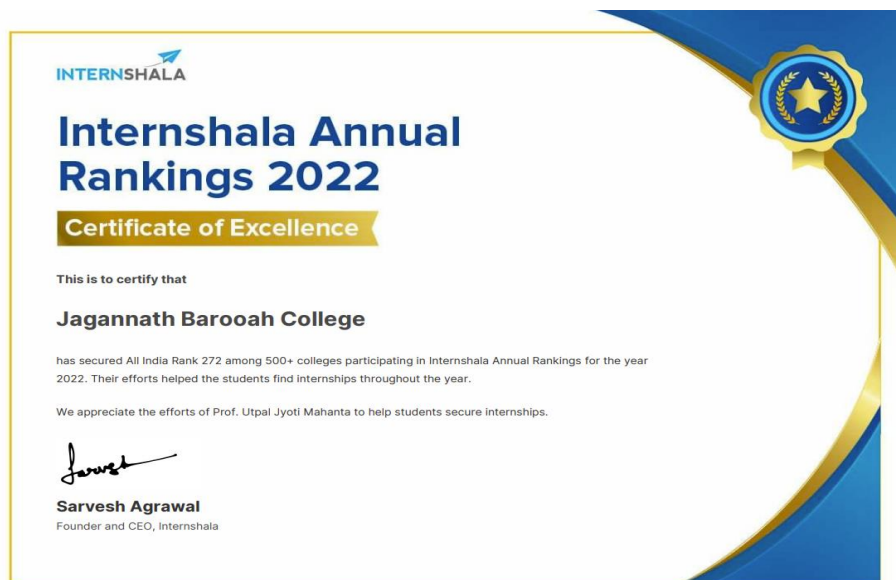 INTERNSHALA
Internshala Annual
Rankings 2022
Certificate of Excellence
This is to certify that
Jagannath Barooah College
has secured All India Rank 272 among 500+ colleges participating in Internshala Annual Rankings for the year
2022. Their efforts helped the students find internships throughout the year.
We appreciate the efforts of Prof. Utpal Jyoti Mahanta to help students secure internships.
Sarvesh
Sarvesh Agrawal
Founder and CEO, Internshala